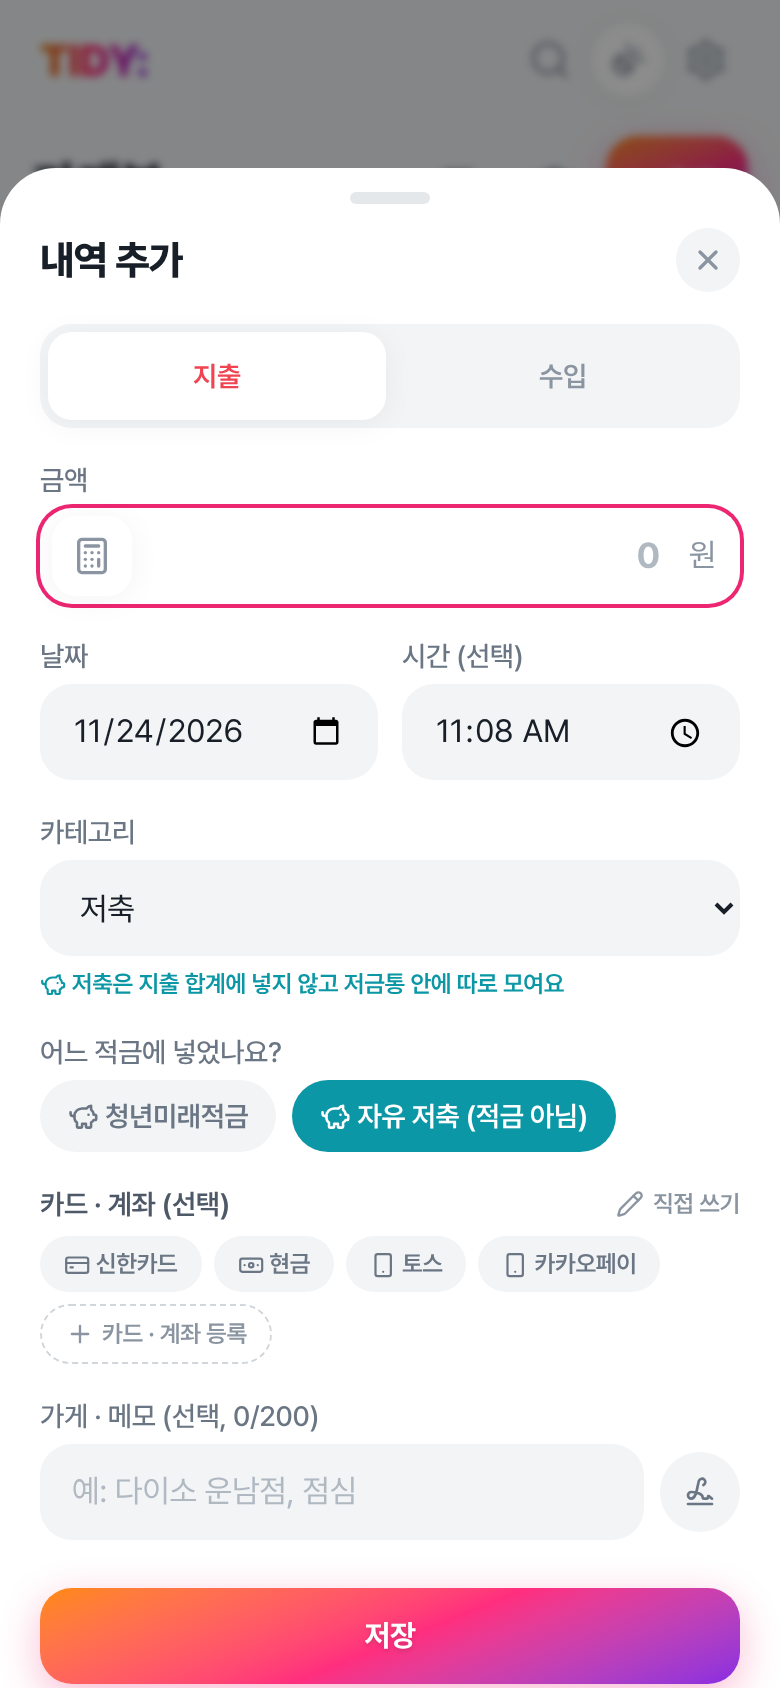 TIDY:
내역 추가
지출
수입
금액
0 원
날짜
시간 (선택)
11/24/2026
11:08 AM
카테고리
저축
저축은 지출 합계에 넣지 않고 저금통 안에 따로 모여요
어느 적금에 넣었나요?
청년미래적금
자유 저축 (적금 아님)
카드 · 계좌 (선택)
직접 쓰기
신한카드
현금
토스
카카오페이
카드 · 계좌 등록
가게 · 메모 (선택, 0/200)
예: 다이소 운남점, 점심
저장